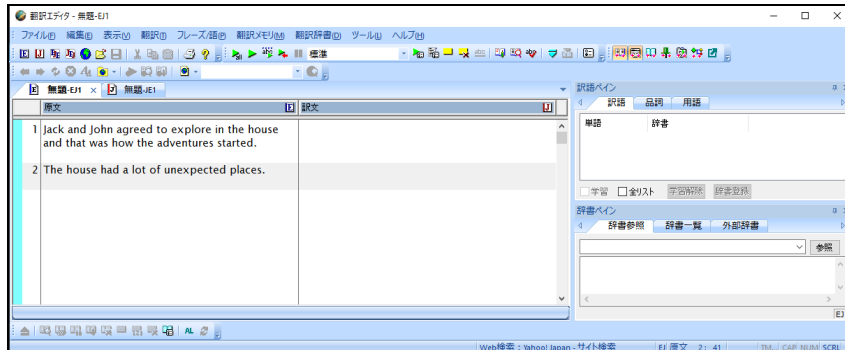 翻訳エディタ - 無題-EJ1
ファイル(F) 編集(E) 表示(V) 翻訳(T) フレーズ/語(P) 翻訳メモリ(M) 翻訳辞書(D) ツール(L) ヘルプ(H)
標準
無題-EJ1 × 無題-JE1
原文 E 訳文 J
1 Jack and John agreed to explore in the house
and that was how the adventures started.
2 The house had a lot of unexpected places.
訳語ペイン
訳語 品詞 用語
単語 辞書
学習 全リスト 学習解除 辞書登録
辞書ペイン
辞書参照 辞書一覧 外部辞書
参照
EJ
AL
Web検索 : Yahoo! Japan - サイト検索 EJ 原文 2: 41 TM... CAP NUM SCRL